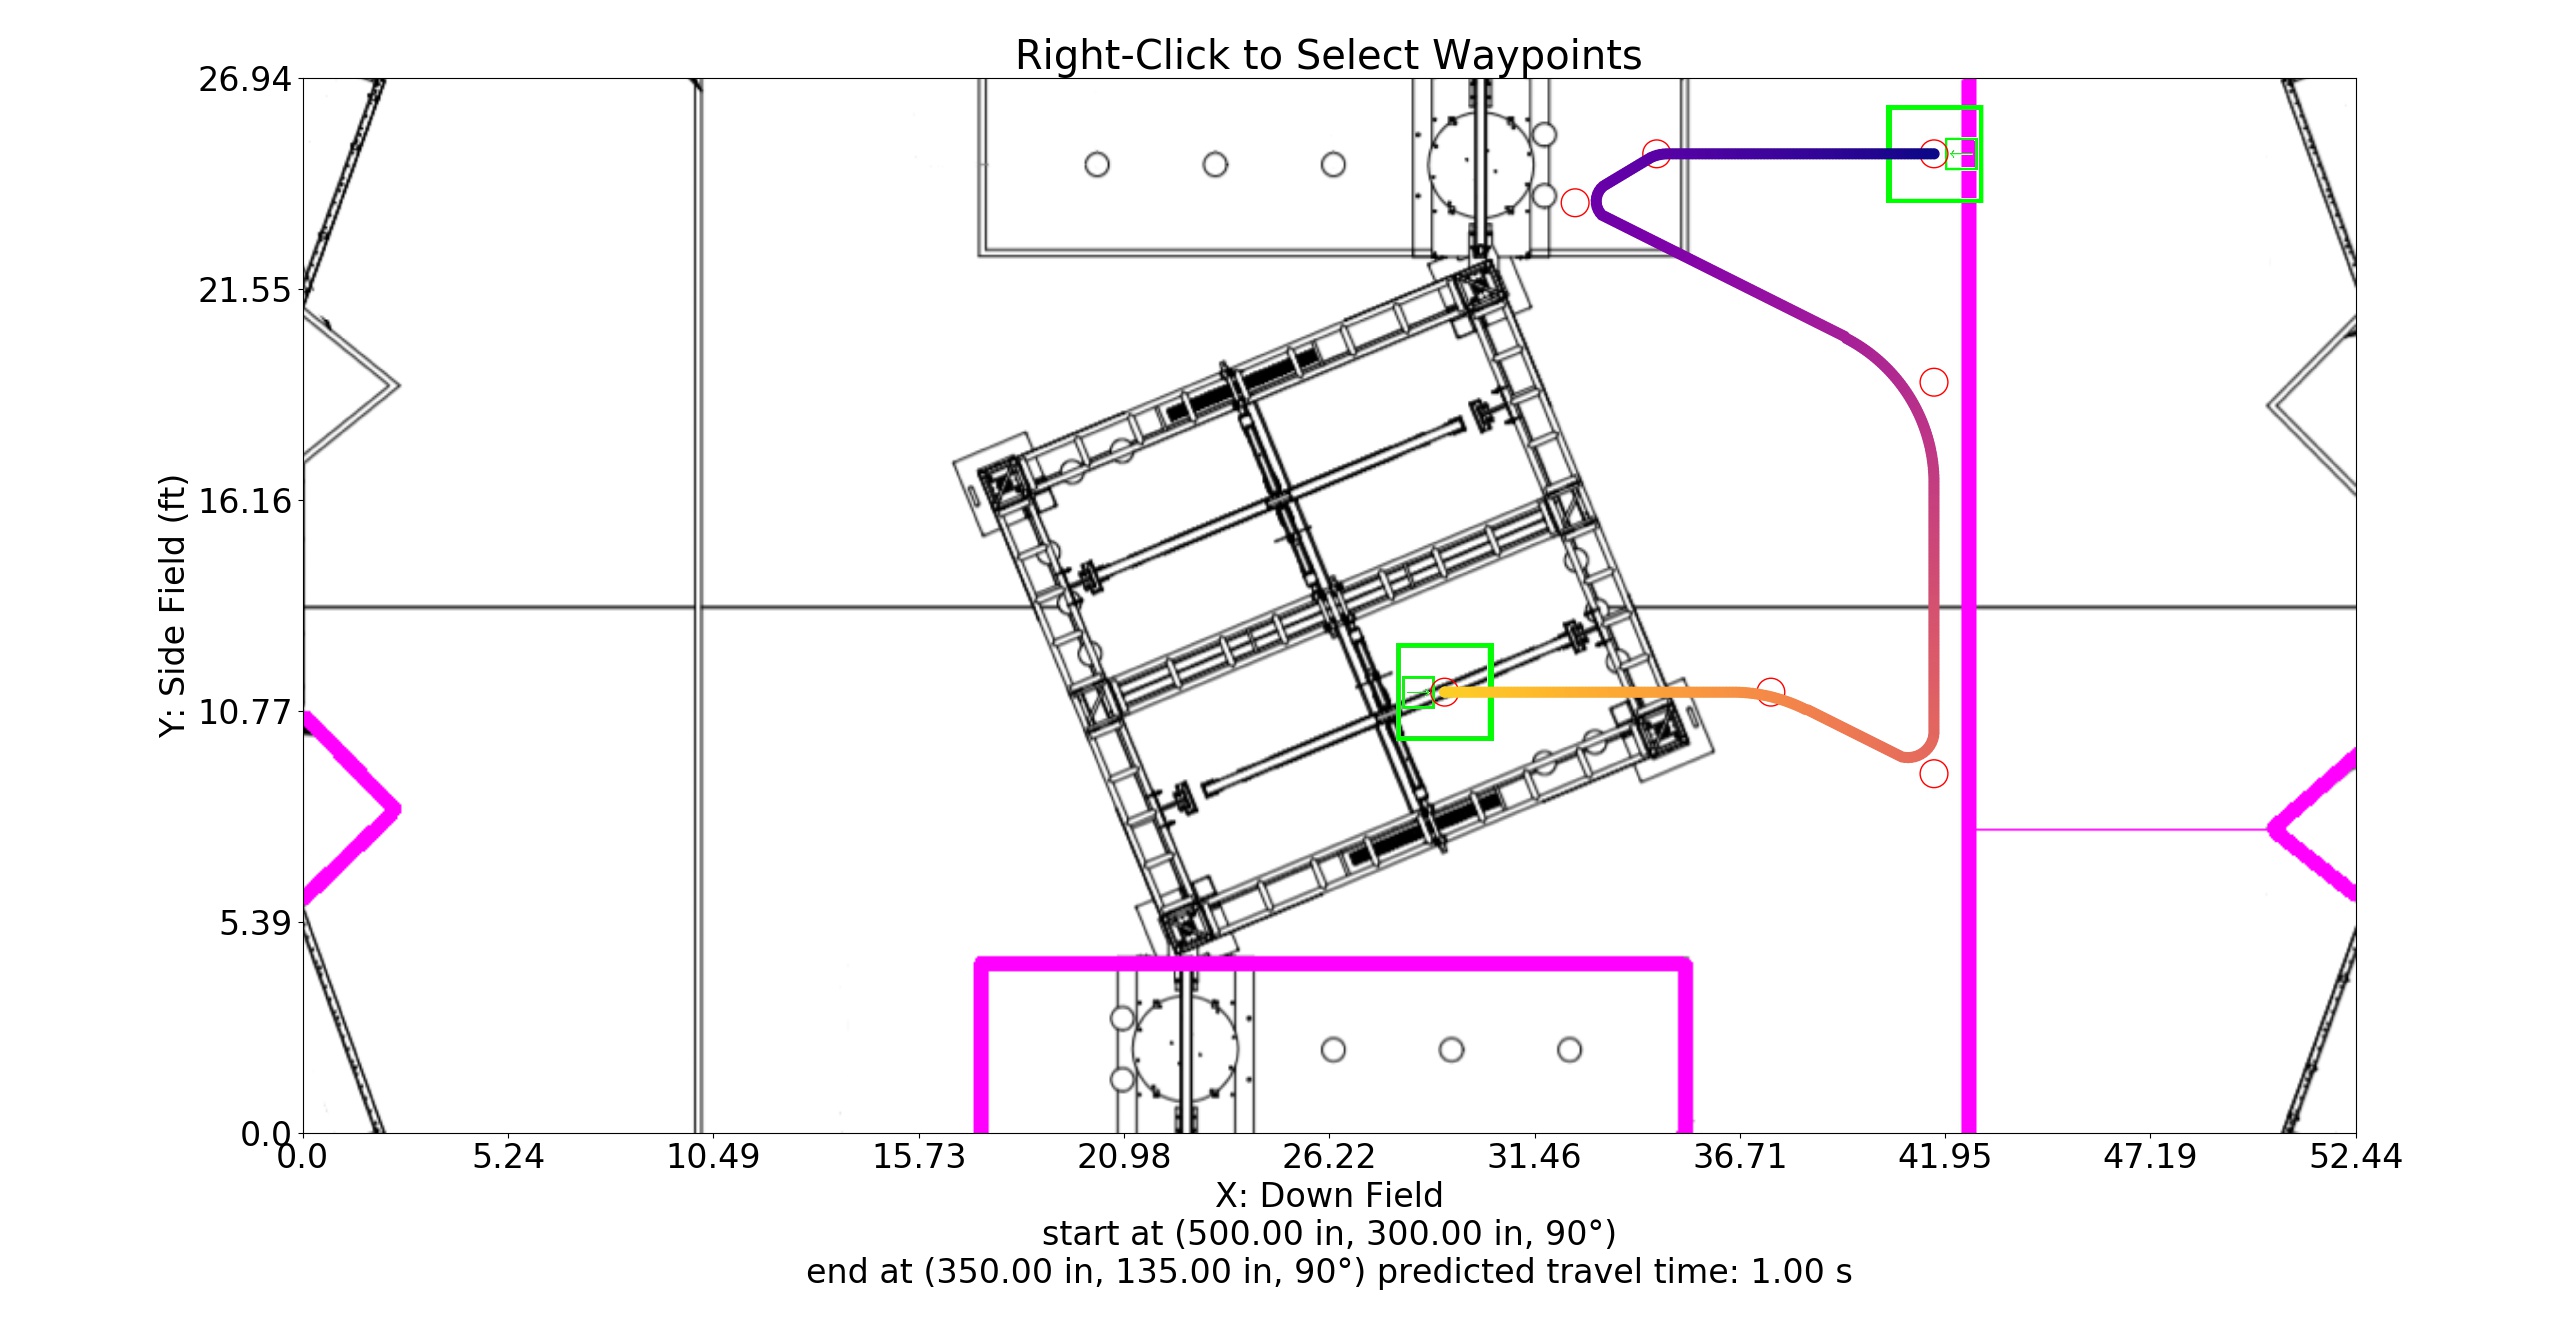 Right-Click to Select Waypoints
26.94
21.55
16.16
10.77
5.39
0.0
Y: Side Field (ft)
0.0 5.24 10.49 15.73 20.98 26.22 31.46 36.71 41.95 47.19 52.44
X: Down Field
start at (500.00 in, 300.00 in, 90°)
end at (350.00 in, 135.00 in, 90°) predicted travel time: 1.00 s